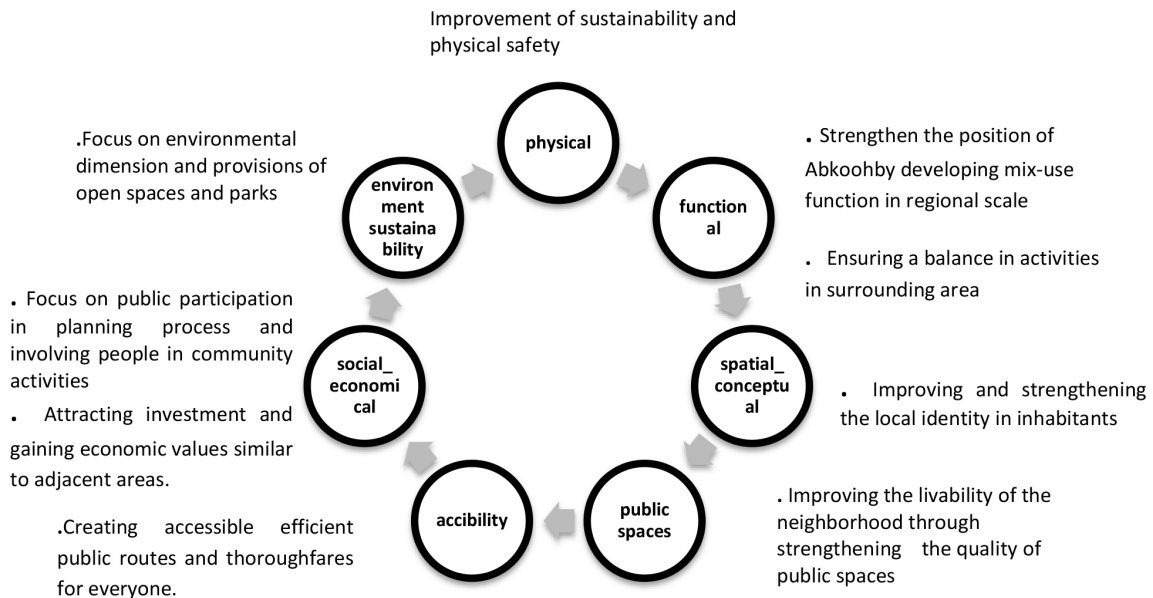 Improvement of sustainability and
physical safety
physical
. Strengthen the position of
Abkoohby developing mix-use
function in regional scale
. Ensuring a balance in activities
in surrounding area
function
al
spatial_
conceptu
al
. Improving and strengthening
the local identity in inhabitants
public
spaces
. Improving the livability of the
neighborhood through
strengthening the quality of
public spaces
accibility
.Creating accessible efficient
public routes and thoroughfares
for everyone.
social_
economi
cal
. Focus on public participation
in planning process and
involving people in community
activities
. Attracting investment and
gaining economic values similar
to adjacent areas.
environ
ment
sustaina
bility
.Focus on environmental
dimension and provisions of
open spaces and parks